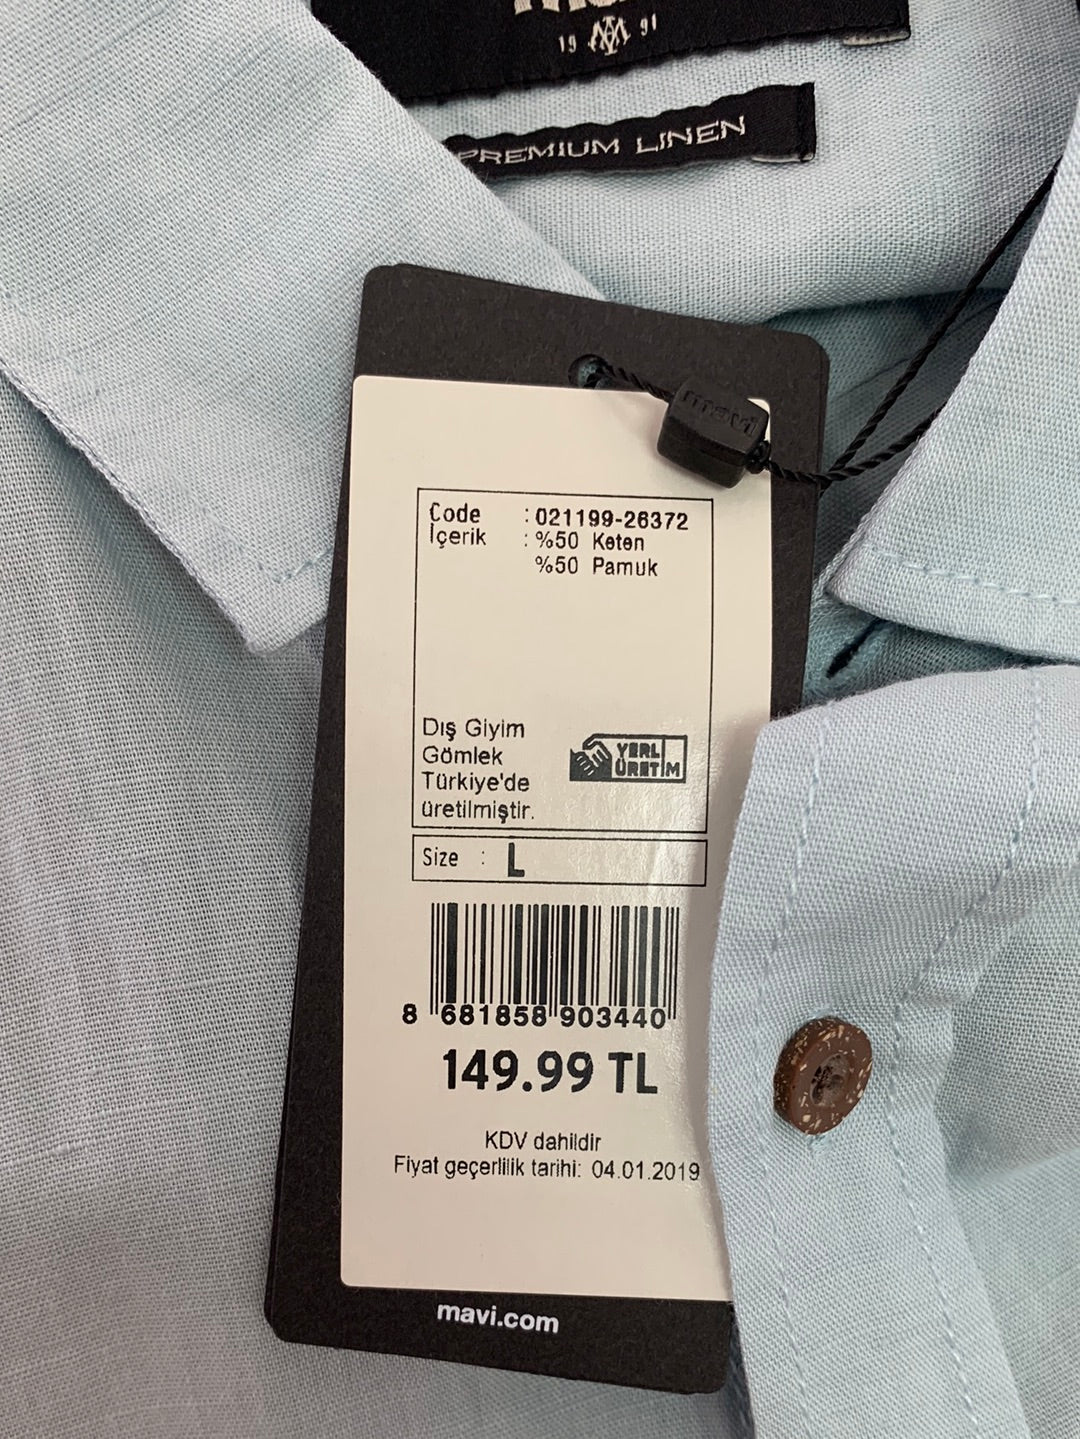 19 91
PREMIUM LINEN
mavi
Code : 021199-26372
İçerik : %50 Keten
%50 Pamuk
Dış Giyim
Gömlek
Türkiye'de
üretilmiştir.
YERLİ
ÜRETİM
Size : L
8 681858 903440
149.99 TL
KDV dahildir
Fiyat geçerlilik tarihi: 04.01.2019
mavi.com